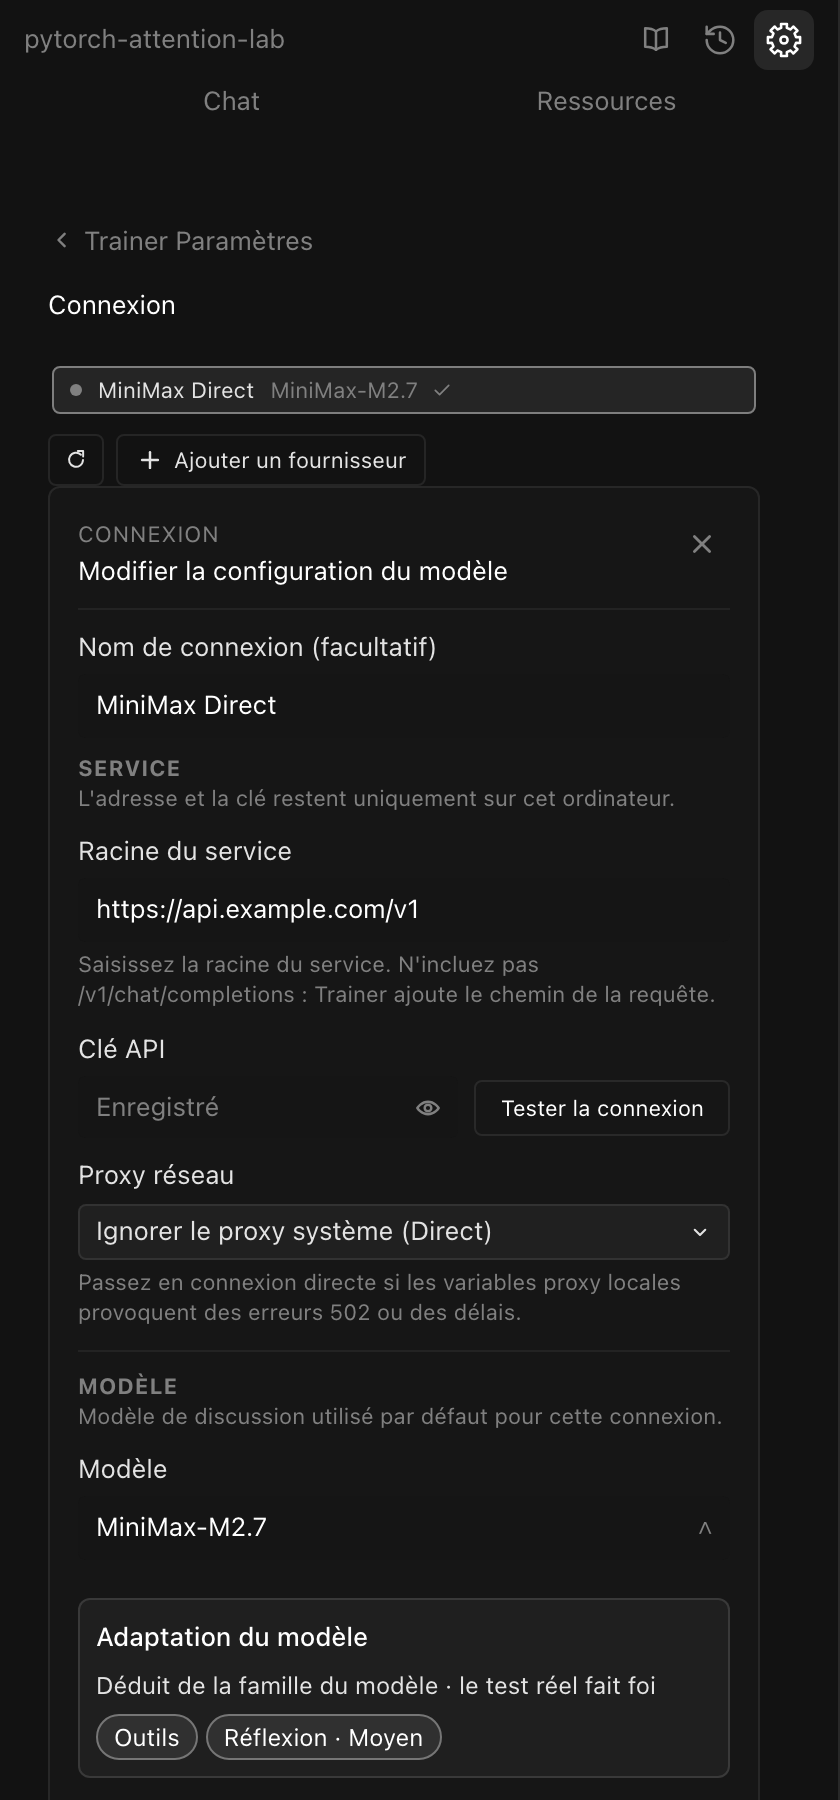 pytorch-attention-lab
Chat
Ressources
Trainer Paramètres
Connexion
MiniMax Direct MiniMax-M2.7
Ajouter un fournisseur
CONNEXION
Modifier la configuration du modèle
Nom de connexion (facultatif)
MiniMax Direct
SERVICE
L'adresse et la clé restent uniquement sur cet ordinateur.
Racine du service
https://api.example.com/v1
Saisissez la racine du service. N'incluez pas
/v1/chat/completions : Trainer ajoute le chemin de la requête.
Clé API
Enregistré
Tester la connexion
Proxy réseau
Ignorer le proxy système (Direct)
Passez en connexion directe si les variables proxy locales
provoquent des erreurs 502 ou des délais.
MODÈLE
Modèle de discussion utilisé par défaut pour cette connexion.
Modèle
MiniMax-M2.7
Adaptation du modèle
Déduit de la famille du modèle · le test réel fait foi
Outils
Réflexion · Moyen